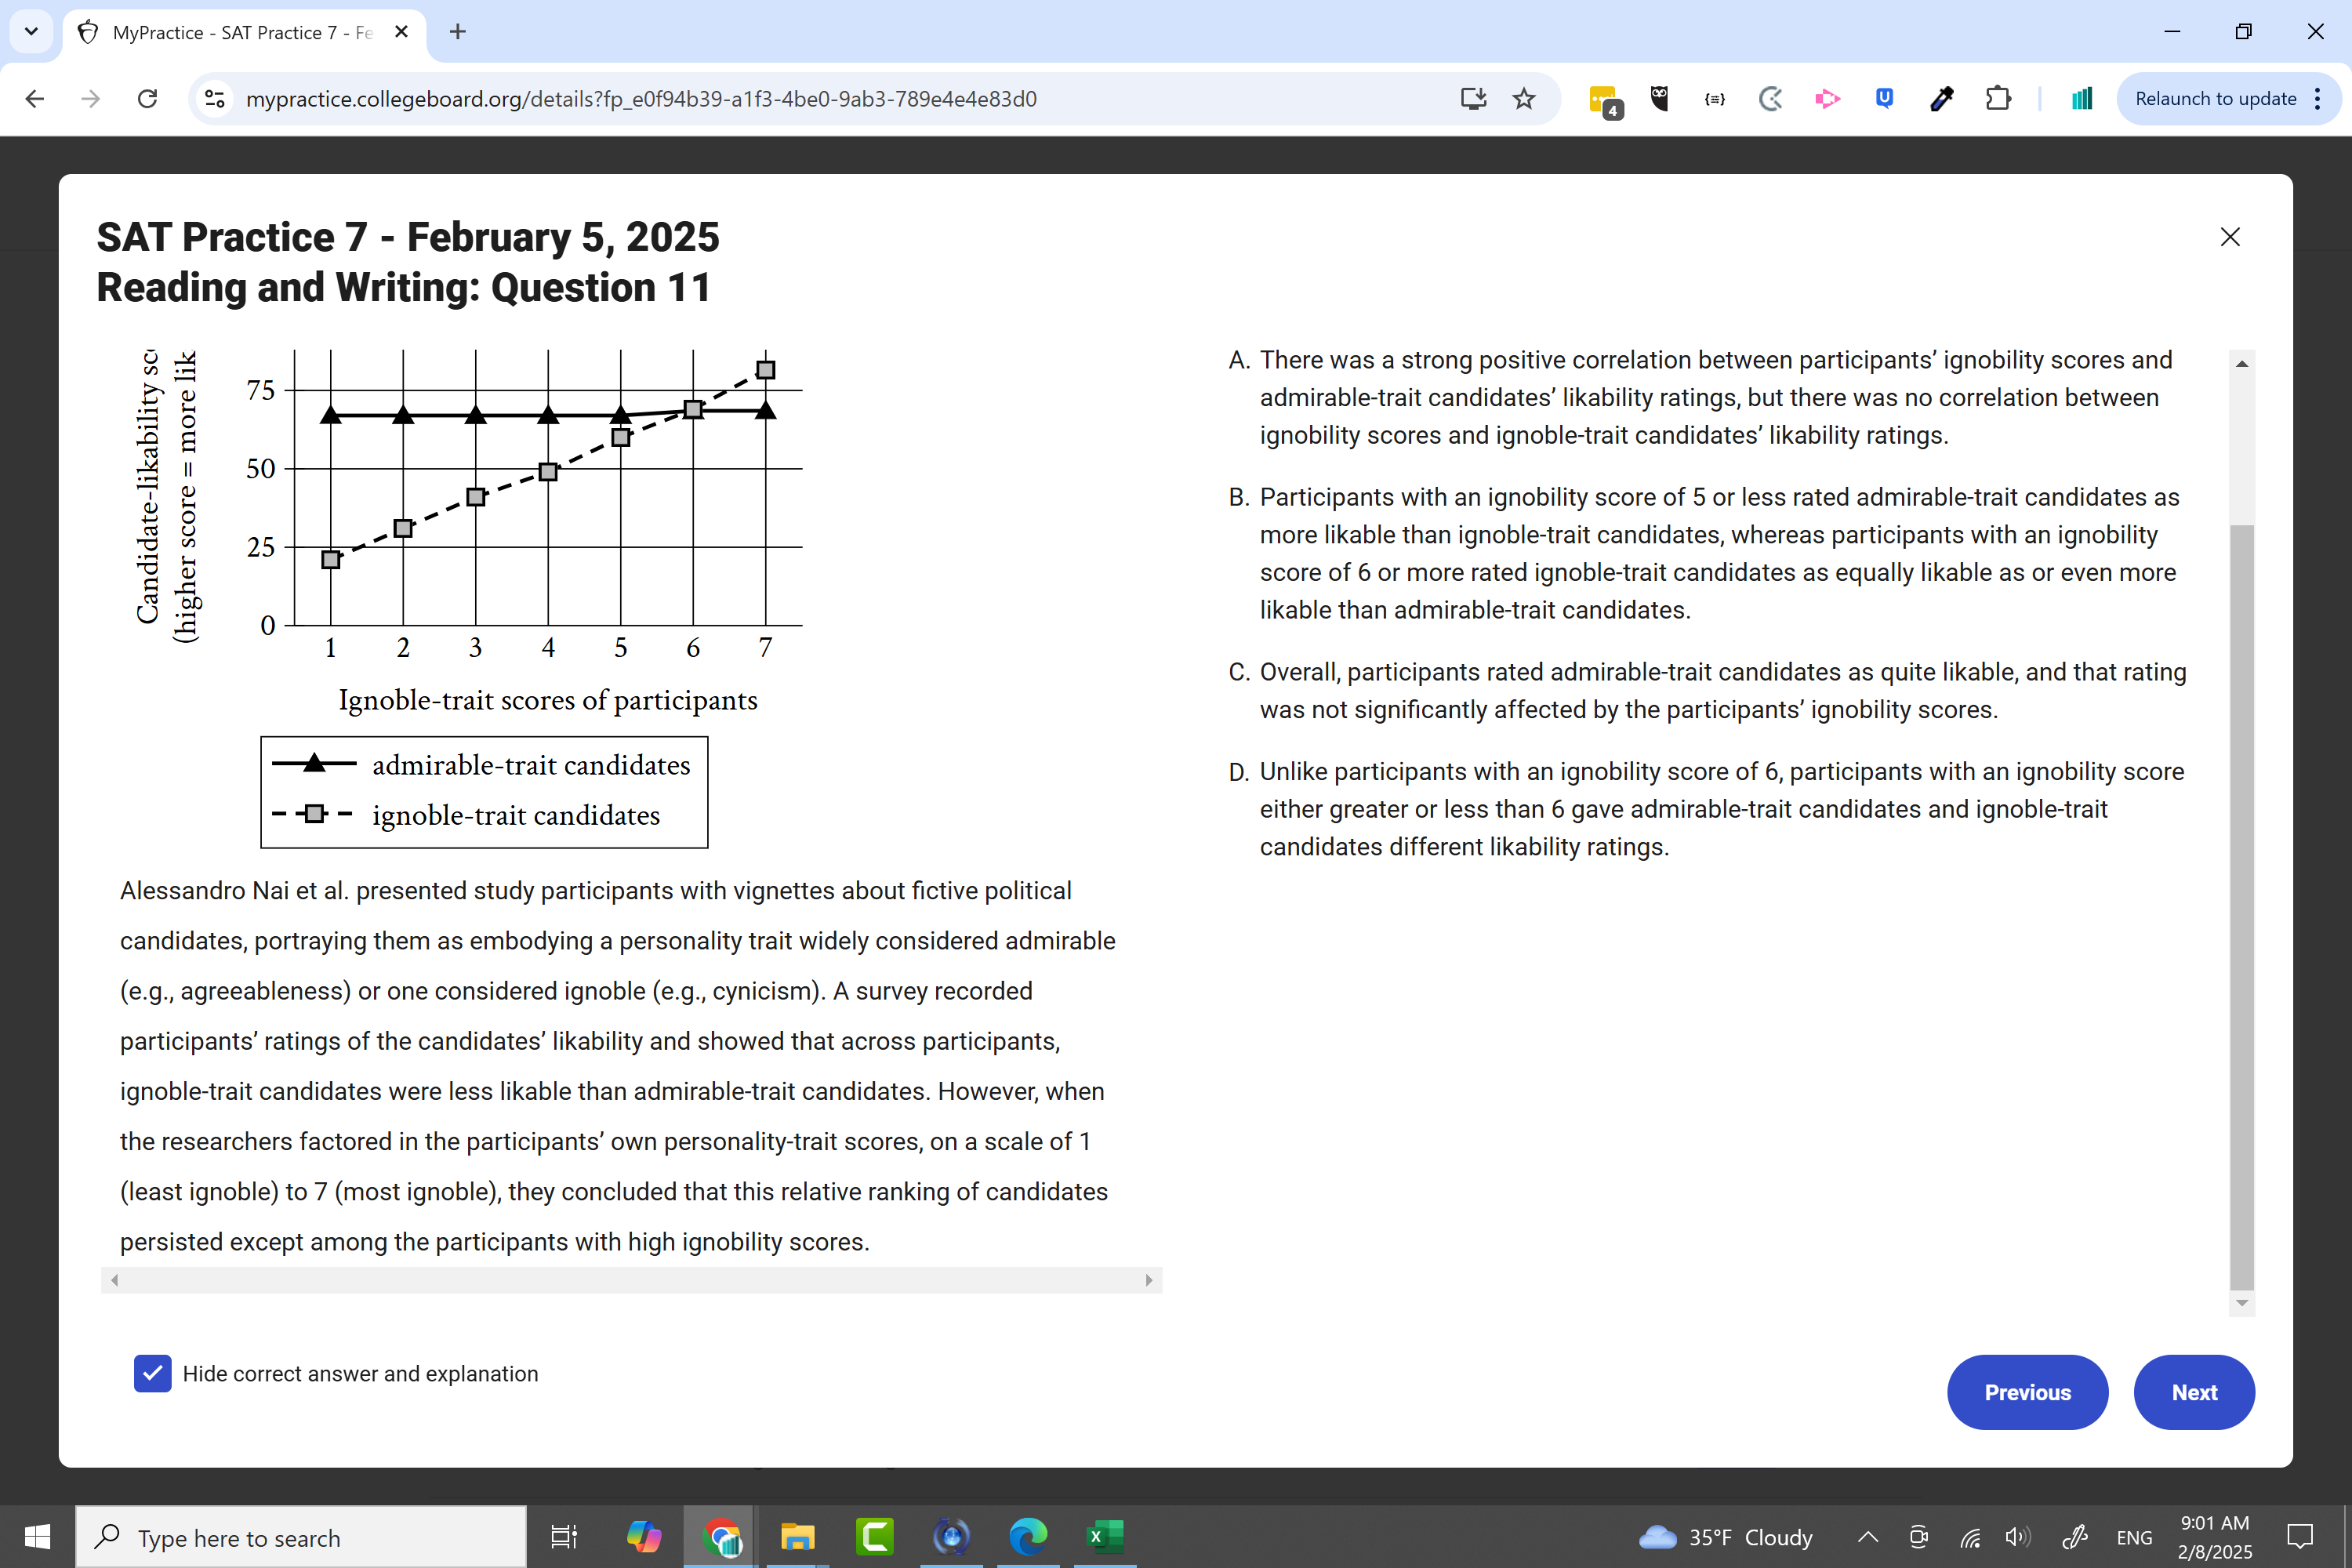 MyPractice - SAT Practice 7 - Fe
mypractice.collegeboard.org/details?fp_e0f94b39-a1f3-4be0-9ab3-789e4e4e83d0
4
Relaunch to update
SAT Practice 7 - February 5, 2025
Reading and Writing: Question 11
Candidate-likability sc
(higher score = more lik
75
50
25
0
1 2 3 4 5 6 7
Ignoble-trait scores of participants
admirable-trait candidates
ignoble-trait candidates
Alessandro Nai et al. presented study participants with vignettes about fictive political
candidates, portraying them as embodying a personality trait widely considered admirable
(e.g., agreeableness) or one considered ignoble (e.g., cynicism). A survey recorded
participants’ ratings of the candidates’ likability and showed that across participants,
ignoble-trait candidates were less likable than admirable-trait candidates. However, when
the researchers factored in the participants’ own personality-trait scores, on a scale of 1
(least ignoble) to 7 (most ignoble), they concluded that this relative ranking of candidates
persisted except among the participants with high ignobility scores.
A. There was a strong positive correlation between participants’ ignobility scores and
admirable-trait candidates’ likability ratings, but there was no correlation between
ignobility scores and ignoble-trait candidates’ likability ratings.
B. Participants with an ignobility score of 5 or less rated admirable-trait candidates as
more likable than ignoble-trait candidates, whereas participants with an ignobility
score of 6 or more rated ignoble-trait candidates as equally likable as or even more
likable than admirable-trait candidates.
C. Overall, participants rated admirable-trait candidates as quite likable, and that rating
was not significantly affected by the participants’ ignobility scores.
D. Unlike participants with an ignobility score of 6, participants with an ignobility score
either greater or less than 6 gave admirable-trait candidates and ignoble-trait
candidates different likability ratings.
Hide correct answer and explanation
Previous
Next
Type here to search
35°F Cloudy
ENG
9:01 AM
2/8/2025